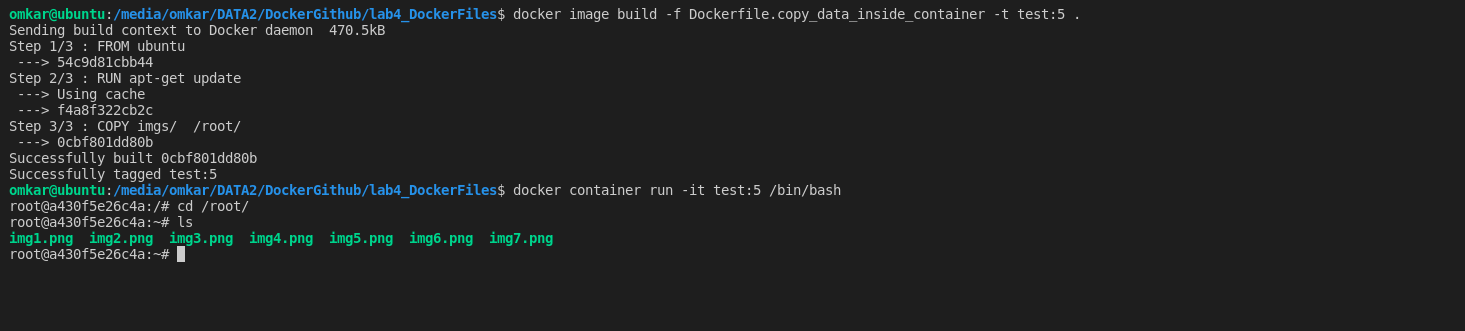 omkar@ubuntu:/media/omkar/DATA2/DockerGithub/lab4_DockerFiles$ docker image build -f Dockerfile.copy_data_inside_container -t test:5 .
Sending build context to Docker daemon  470.5kB
Step 1/3 : FROM ubuntu
 ---> 54c9d81cbb44
Step 2/3 : RUN apt-get update
 ---> Using cache
 ---> f4a8f322cb2c
Step 3/3 : COPY imgs/  /root/
 ---> 0cbf801dd80b
Successfully built 0cbf801dd80b
Successfully tagged test:5
omkar@ubuntu:/media/omkar/DATA2/DockerGithub/lab4_DockerFiles$ docker container run -it test:5 /bin/bash
root@a430f5e26c4a:/# cd /root/
root@a430f5e26c4a:~# ls
img1.png  img2.png  img3.png  img4.png  img5.png  img6.png  img7.png
root@a430f5e26c4a:~#